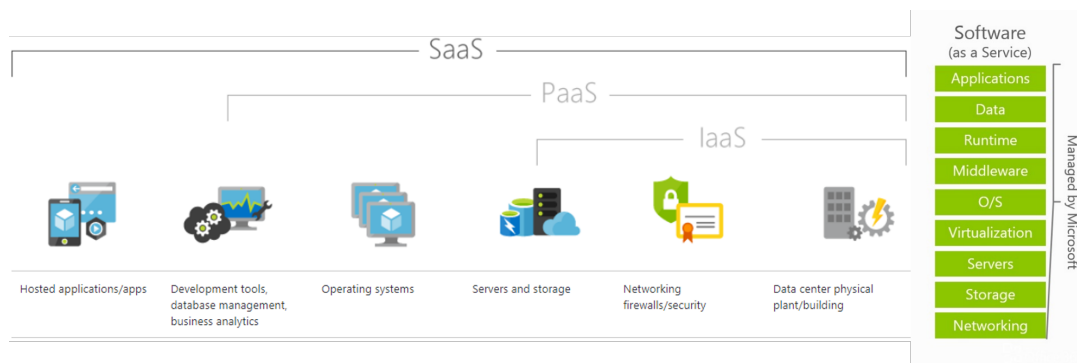 SaaS
PaaS
IaaS
Hosted applications/apps
Development tools,
database management,
business analytics
Operating systems
Servers and storage
Networking
firewalls/security
Data center physical
plant/building
Software
(as a Service)
Applications
Data
Runtime
Middleware
O/S
Virtualization
Servers
Storage
Networking
Managed by Microsoft